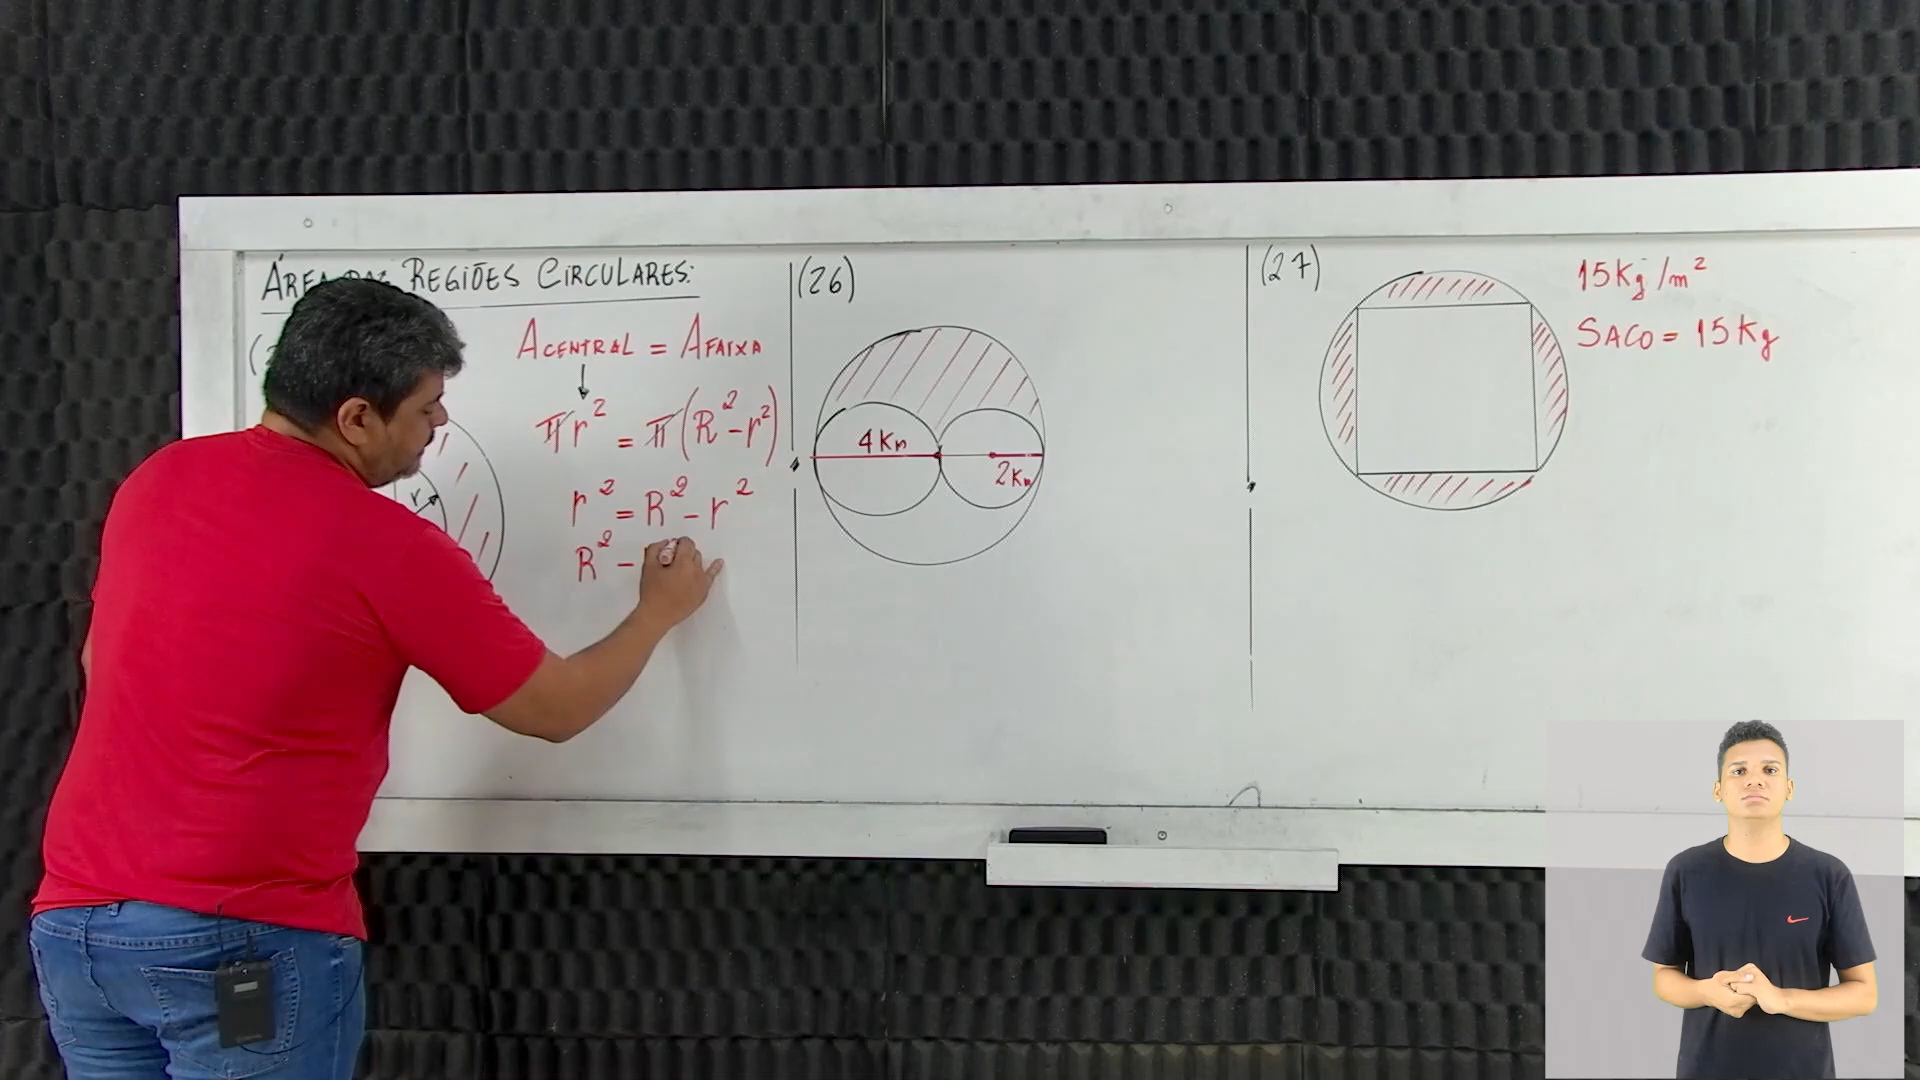 ÁREA REGIÕES CIRCULARES:
ACENTRAL = AFAIXA
πr² = π(R²-r²)
r² = R²-r²
R² -
r
(26)
4Km
2Km
(27)
15Kg/m²
SACO = 15Kg